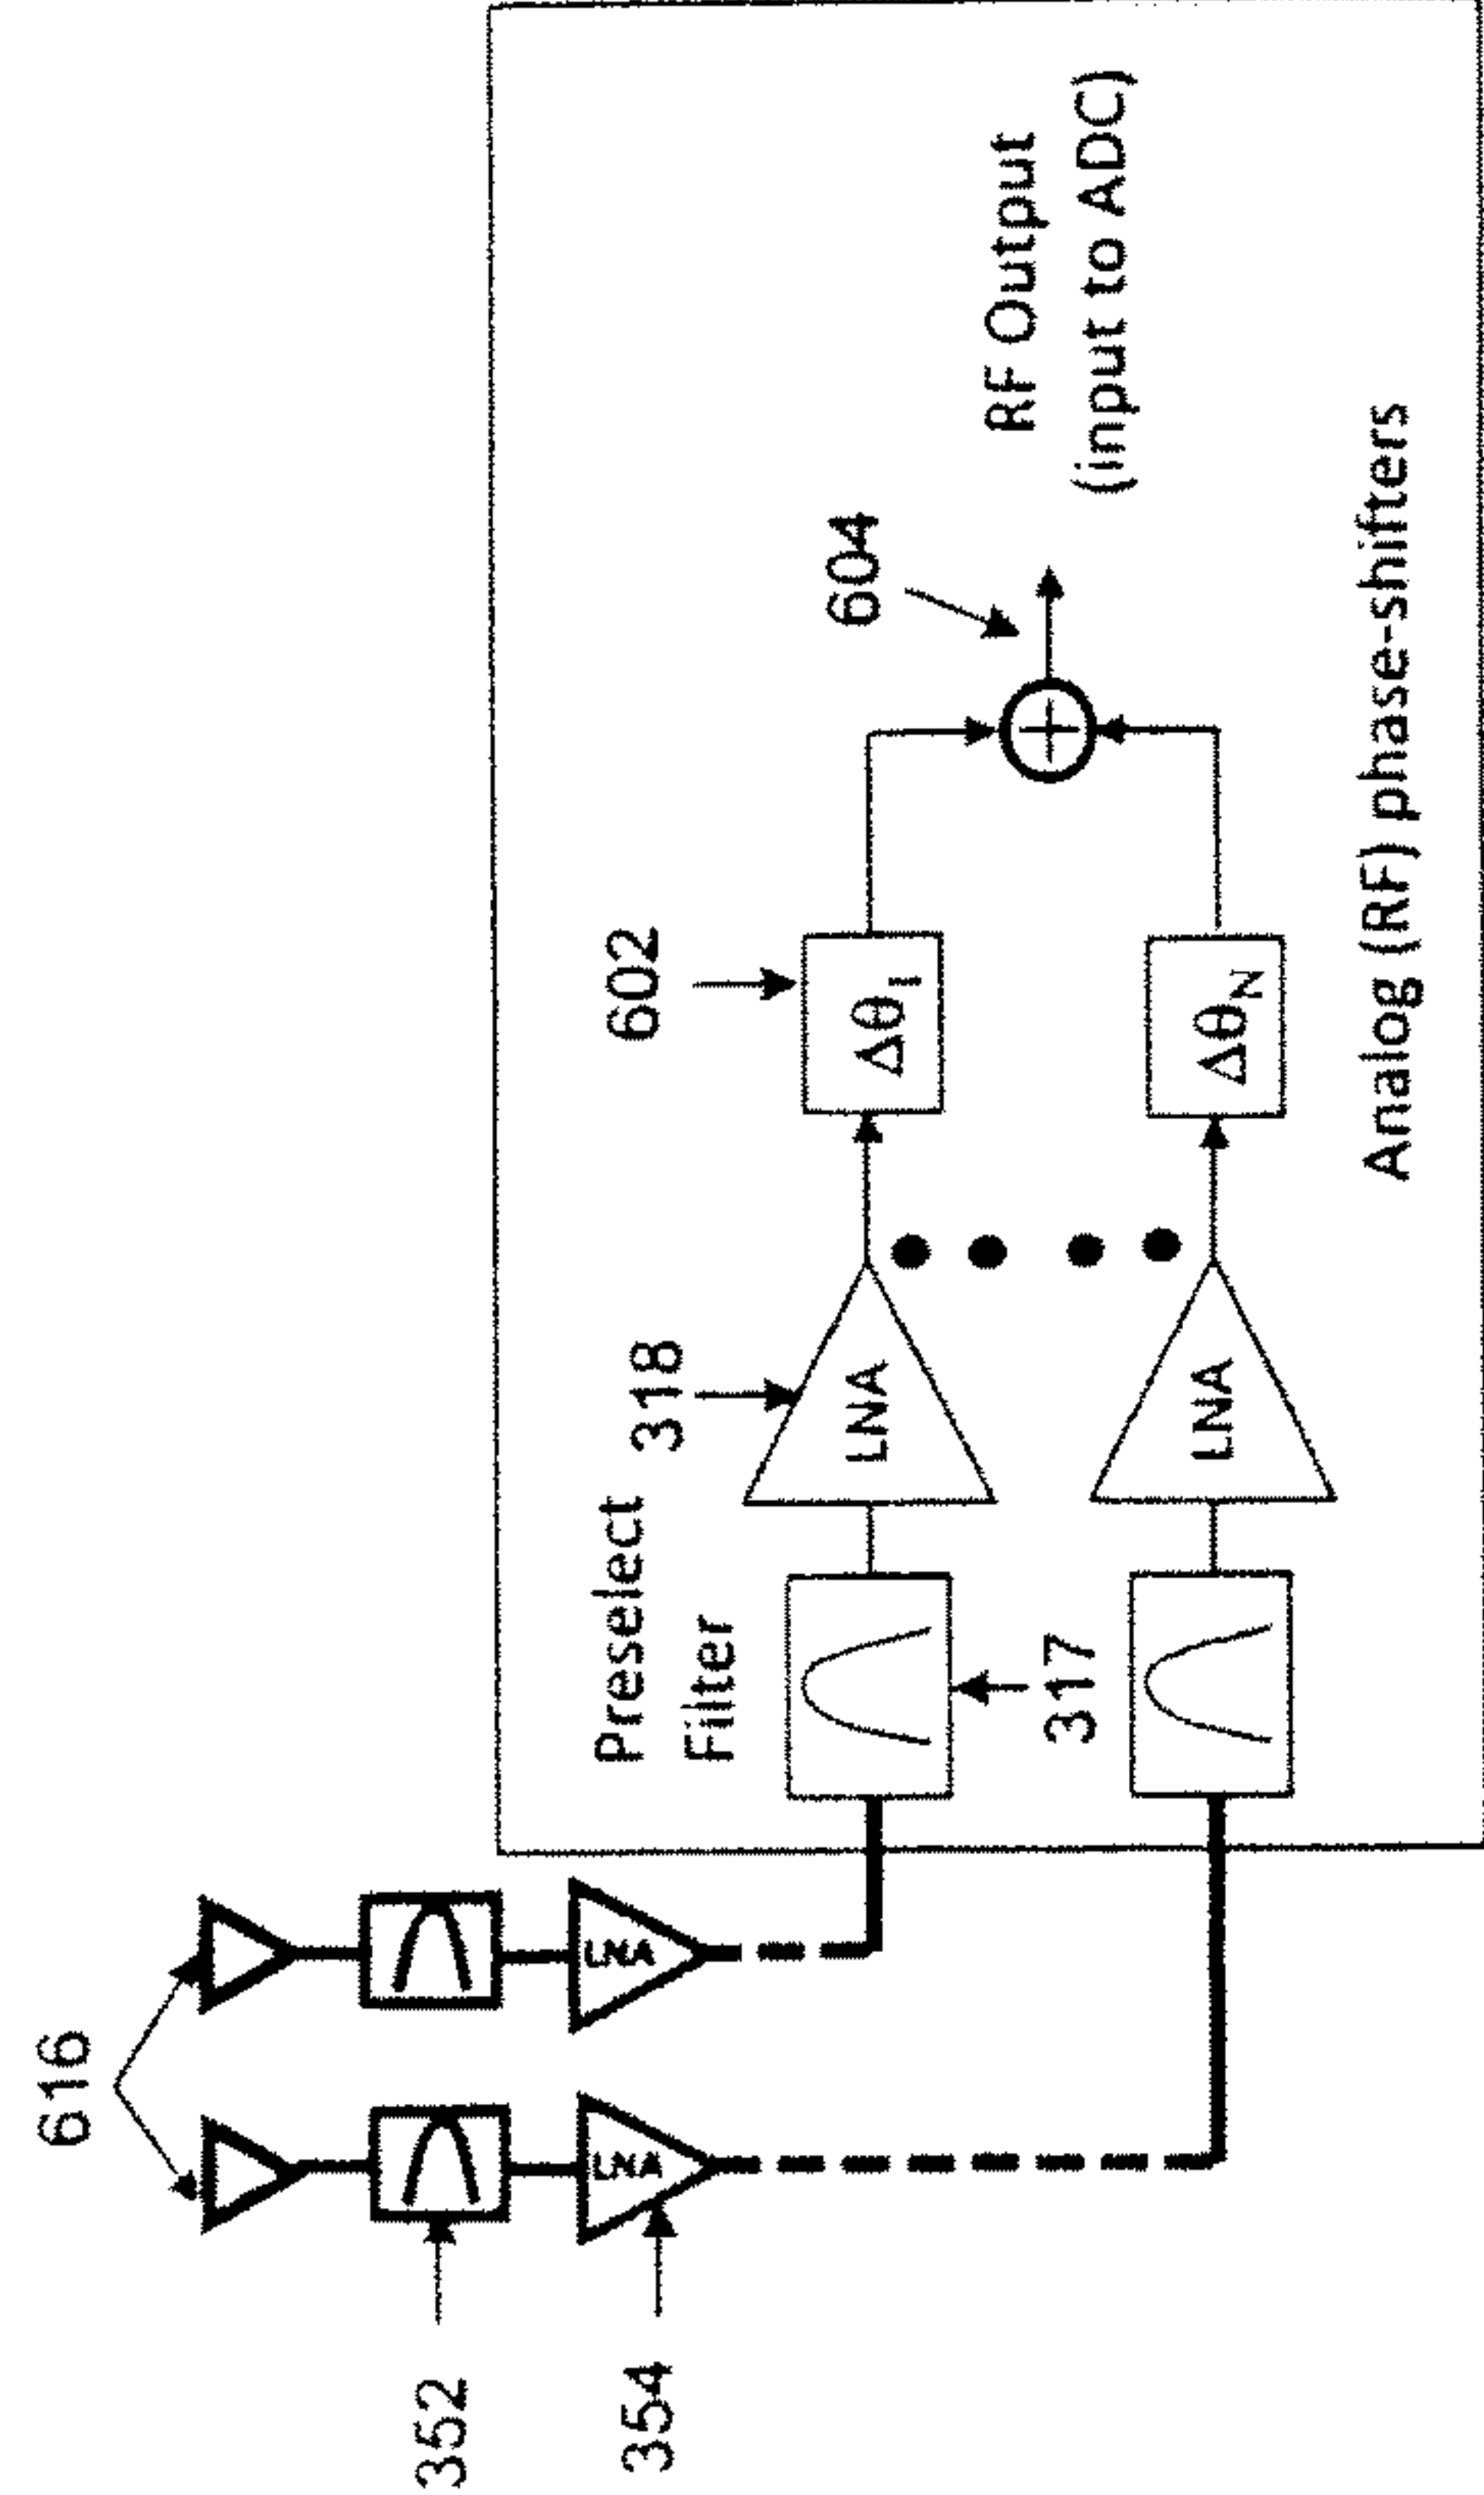 616
352
354
Preselect
Filter
318
602
604
317
LNA
LNA
LNA
LNA
Δθ₁
Δθ_N
RF Output
(input to ADC)
Analog (RF) phase-shifters